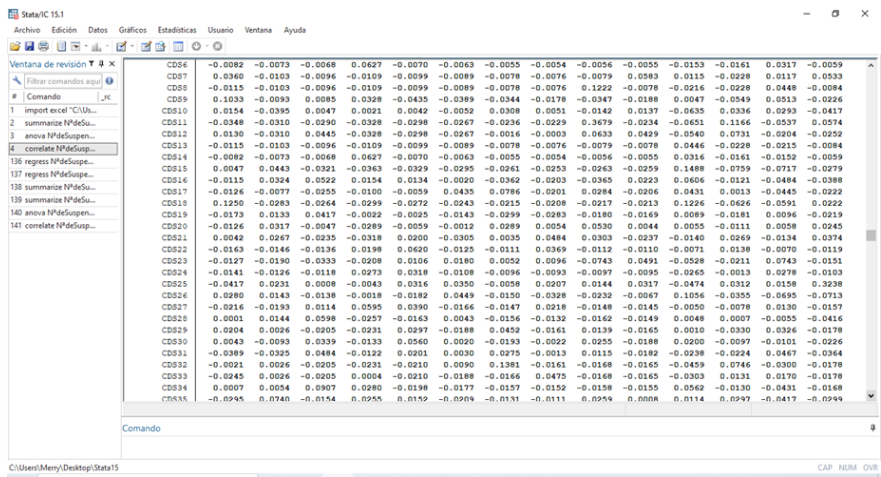 Stata/IC 15.1
Archivo Edición Datos Gráficos Estadísticas Usuario Ventana Ayuda
Ventana de revisión
Filtrar comandos aquí
# Comando _rc
1 import excel "C:\Us...
2 summarize NªdeSu...
3 anova NªdeSuspen...
4 correlate NªdeSusp...
136 regress NªdeSuspe...
137 regress NªdeSuspe...
138 summarize NªdeSu...
139 summarize NªdeSu...
140 anova NªdeSuspen...
141 correlate NªdeSusp...
CDS6 -0.0082 -0.0073 -0.0068 0.0627 -0.0070 -0.0063 -0.0055 -0.0054 -0.0056 -0.0055 -0.0153 -0.0161 0.0317 -0.0059
CDS7 0.0360 -0.0103 -0.0096 -0.0109 -0.0099 -0.0089 -0.0078 -0.0076 -0.0079 0.0583 0.0115 -0.0228 0.0117 0.0533
CDS8 -0.0115 -0.0103 -0.0096 -0.0109 -0.0099 -0.0089 -0.0078 -0.0076 0.1222 -0.0078 -0.0216 -0.0228 0.0448 -0.0084
CDS9 0.1033 -0.0093 0.0085 0.0328 -0.0435 -0.0389 -0.0344 -0.0178 -0.0347 -0.0188 0.0047 -0.0549 0.0513 -0.0226
CDS10 0.0154 -0.0395 0.0047 0.0021 0.0042 -0.0052 0.0308 0.0051 -0.0142 0.0137 -0.0635 0.0336 0.0293 -0.0417
CDS11 -0.0348 -0.0310 -0.0290 -0.0328 -0.0298 -0.0267 -0.0236 -0.0229 0.3679 -0.0234 -0.0651 0.1166 -0.0537 0.0574
CDS12 0.0130 -0.0310 0.0445 -0.0328 -0.0298 -0.0267 -0.0016 -0.0003 0.0633 0.0429 -0.0540 0.0731 -0.0204 -0.0252
CDS13 -0.0115 -0.0103 -0.0096 -0.0109 -0.0099 -0.0089 -0.0078 -0.0076 -0.0079 -0.0078 0.0446 -0.0228 -0.0215 -0.0084
CDS14 -0.0082 -0.0073 -0.0068 0.0627 -0.0070 -0.0063 -0.0055 -0.0054 -0.0056 -0.0055 0.0316 -0.0161 -0.0152 -0.0059
CDS15 0.0047 0.0443 -0.0321 -0.0363 -0.0329 -0.0295 -0.0261 -0.0253 -0.0263 -0.0259 0.1488 -0.0759 -0.0717 -0.0279
CDS16 -0.0115 0.0324 0.0522 0.0154 0.0134 -0.0020 -0.0362 -0.0203 -0.0365 0.0223 0.0606 -0.0121 -0.0484 -0.0388
CDS17 -0.0126 -0.0077 -0.0255 -0.0100 -0.0059 0.0435 0.0786 -0.0201 0.0284 -0.0206 0.0431 0.0013 -0.0445 -0.0222
CDS18 0.1250 -0.0283 -0.0264 -0.0299 -0.0272 -0.0243 -0.0215 -0.0208 -0.0217 -0.0213 0.1226 -0.0626 -0.0591 0.0222
CDS19 -0.0173 0.0133 0.0417 -0.0022 -0.0025 -0.0143 -0.0299 -0.0283 -0.0180 -0.0169 0.0089 -0.0181 0.0096 -0.0219
CDS20 -0.0126 0.0317 -0.0047 -0.0289 -0.0059 -0.0012 0.0289 0.0054 0.0530 0.0044 0.0055 -0.0111 0.0058 0.0245
CDS21 0.0042 0.0267 -0.0235 -0.0318 0.0200 -0.0305 0.0035 0.0484 0.0303 -0.0237 -0.0140 0.0269 -0.0134 0.0374
CDS22 -0.0163 -0.0146 -0.0136 0.0198 0.0620 -0.0125 -0.0111 0.0369 -0.0112 -0.0110 -0.0071 0.0138 -0.0070 -0.0119
CDS23 -0.0127 -0.0190 -0.0333 -0.0208 0.0106 0.0180 0.0052 0.0096 -0.0743 0.0491 -0.0528 -0.0211 0.0743 -0.0151
CDS24 -0.0141 -0.0126 -0.0118 0.0273 0.0318 -0.0108 -0.0096 -0.0093 -0.0097 -0.0095 -0.0265 -0.0013 0.0278 -0.0103
CDS25 -0.0417 0.0231 0.0008 -0.0043 0.0316 0.0350 -0.0058 0.0207 0.0144 0.0317 -0.0474 0.0312 0.0158 0.3238
CDS26 0.0280 0.0143 -0.0138 -0.0018 -0.0182 0.0449 -0.0150 -0.0328 -0.0232 -0.0067 0.1056 -0.0355 -0.0695 -0.0713
CDS27 -0.0216 -0.0193 0.0114 0.0595 0.0390 -0.0166 -0.0147 0.0218 -0.0148 -0.0145 -0.0050 -0.0078 0.0130 -0.0157
CDS28 0.0001 0.0144 0.0598 -0.0257 -0.0163 0.0043 -0.0156 -0.0132 -0.0162 -0.0149 0.0048 0.0007 -0.0055 -0.0416
CDS29 0.0204 0.0026 -0.0205 -0.0231 0.0297 -0.0188 0.0452 -0.0161 0.0139 -0.0165 0.0010 -0.0330 0.0326 -0.0178
CDS30 0.0043 -0.0093 0.0339 -0.0133 0.0560 0.0020 -0.0193 -0.0022 0.0255 -0.0188 0.0200 -0.0097 -0.0101 -0.0226
CDS31 -0.0389 -0.0325 0.0484 -0.0122 0.0201 0.0030 0.0275 -0.0013 0.0115 -0.0182 -0.0238 -0.0224 0.0467 -0.0364
CDS32 -0.0021 0.0026 -0.0205 -0.0231 -0.0210 0.0090 0.1381 -0.0161 -0.0168 -0.0165 -0.0459 0.0746 -0.0300 -0.0178
CDS33 -0.0245 0.0026 -0.0205 0.0004 -0.0210 -0.0188 -0.0166 0.0475 -0.0168 -0.0165 -0.0303 0.0131 0.0170 -0.0178
CDS34 0.0007 0.0054 0.0907 0.0280 -0.0198 -0.0177 -0.0157 -0.0152 -0.0158 -0.0155 0.0562 -0.0130 -0.0431 -0.0168
CDS35 -0.0295 0.0740 -0.0154 0.0255 0.0152 -0.0209 -0.0131 -0.0111 0.0259 0.0008 0.0114 0.0297 -0.0417 -0.0299
Comando
C:\Users\Merry\Desktop\Stata15
CAP NUM OVR